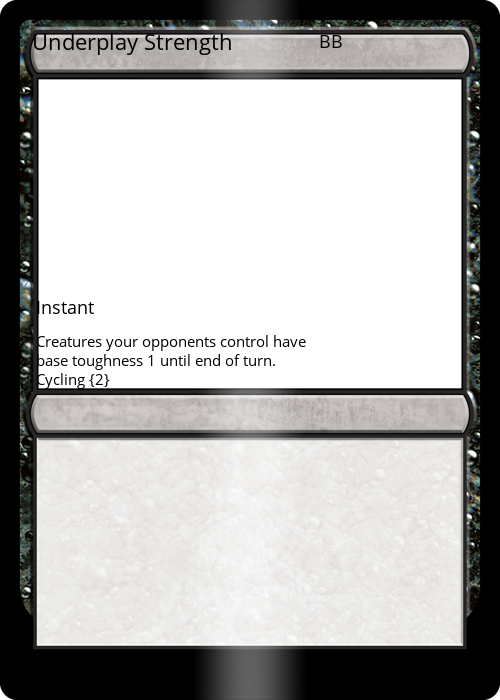 Underplay Strength BB
Instant
Creatures your opponents control have
base toughness 1 until end of turn.
Cycling {2}